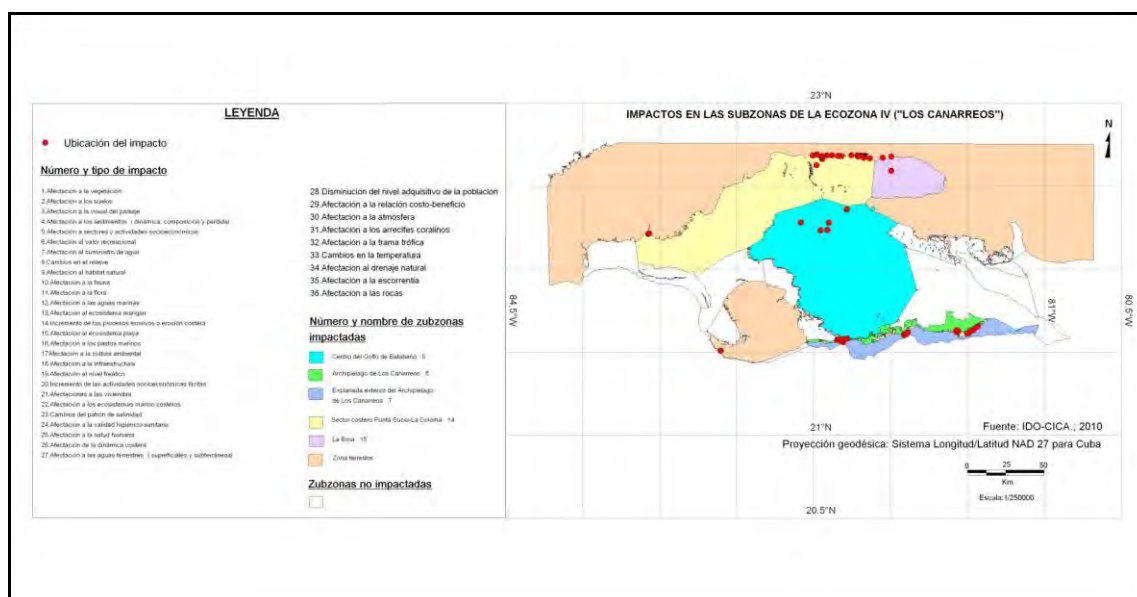 LEYENDA
Ubicación del impacto
Número y tipo de impacto
1.Afectación a la vegetación
2.Afectación a los suelos
3.Afectación a la visual del paisaje
4.Afectación a los sedimentos ( dinámica, composición y perdida)
5.Afectación a sectores y actividades socioeconómicos
6.Afectación al valor recreacional
7.Afectación al suministro de agua
8.Cambios en el relieve
9.Afectación al hábitat natural
10.Afectación a la fauna
11.Afectación a la flora
12.Afectación a las aguas marinas
13.Afectación al ecosistema manglar
14.Incremento de los procesos erosivos o erosión costera
15.Afectación al ecosistema playa
16.Afectación a los pastos marinos
17.Afectación a la cultura ambiental
18.Afectación a la infraestructura
19.Afectación al nivel freático
20.Incremento de las actividades socioeconómicas ilícitas
21.Afectaciones a las viviendas
22.Afectación a los ecosistemas marino costeros
23.Cambios del patrón de salinidad
24.Afectación a la calidad higiénico-sanitaria
25.Afectación a la salud humana
26.Afectación de la dinámica costera
27.Afectación a las aguas terrestres ( superficiales y subterráneas)
28.Disminución del nivel adquisitivo de la población
29.Afectación a la relación costo-beneficio
30.Afectación a la atmosfera
31.Afectación a los arrecifes coralinos
32.Afectación a la trama trófica
33.Cambios en la temperatura
34.Afectación al drenaje natural
35.Afectación a la escorrentía
36.Afectación a las rocas
Número y nombre de zubzonas
impactadas
Centro del Golfo de Batabanó 5
Archipiélago de Los Canarreos 6
Explanada exterior del Archipiélago
de Los Canarreos 7
Sector costero Punta Sucia-La Coloma 14
La Broa 15
Zona terrestre
Zubzonas no impactadas
23°N
IMPACTOS EN LAS SUBZONAS DE LA ECOZONA IV ("LOS CANARREOS")
N
84.5°W
81°W
80.5°W
Fuente: IDO-CICA.; 2010
21°N
Proyección geodésica: Sistema Longitud/Latitud NAD 27 para Cuba
0 25 50
Km
Escala:1/250000
20.5°N